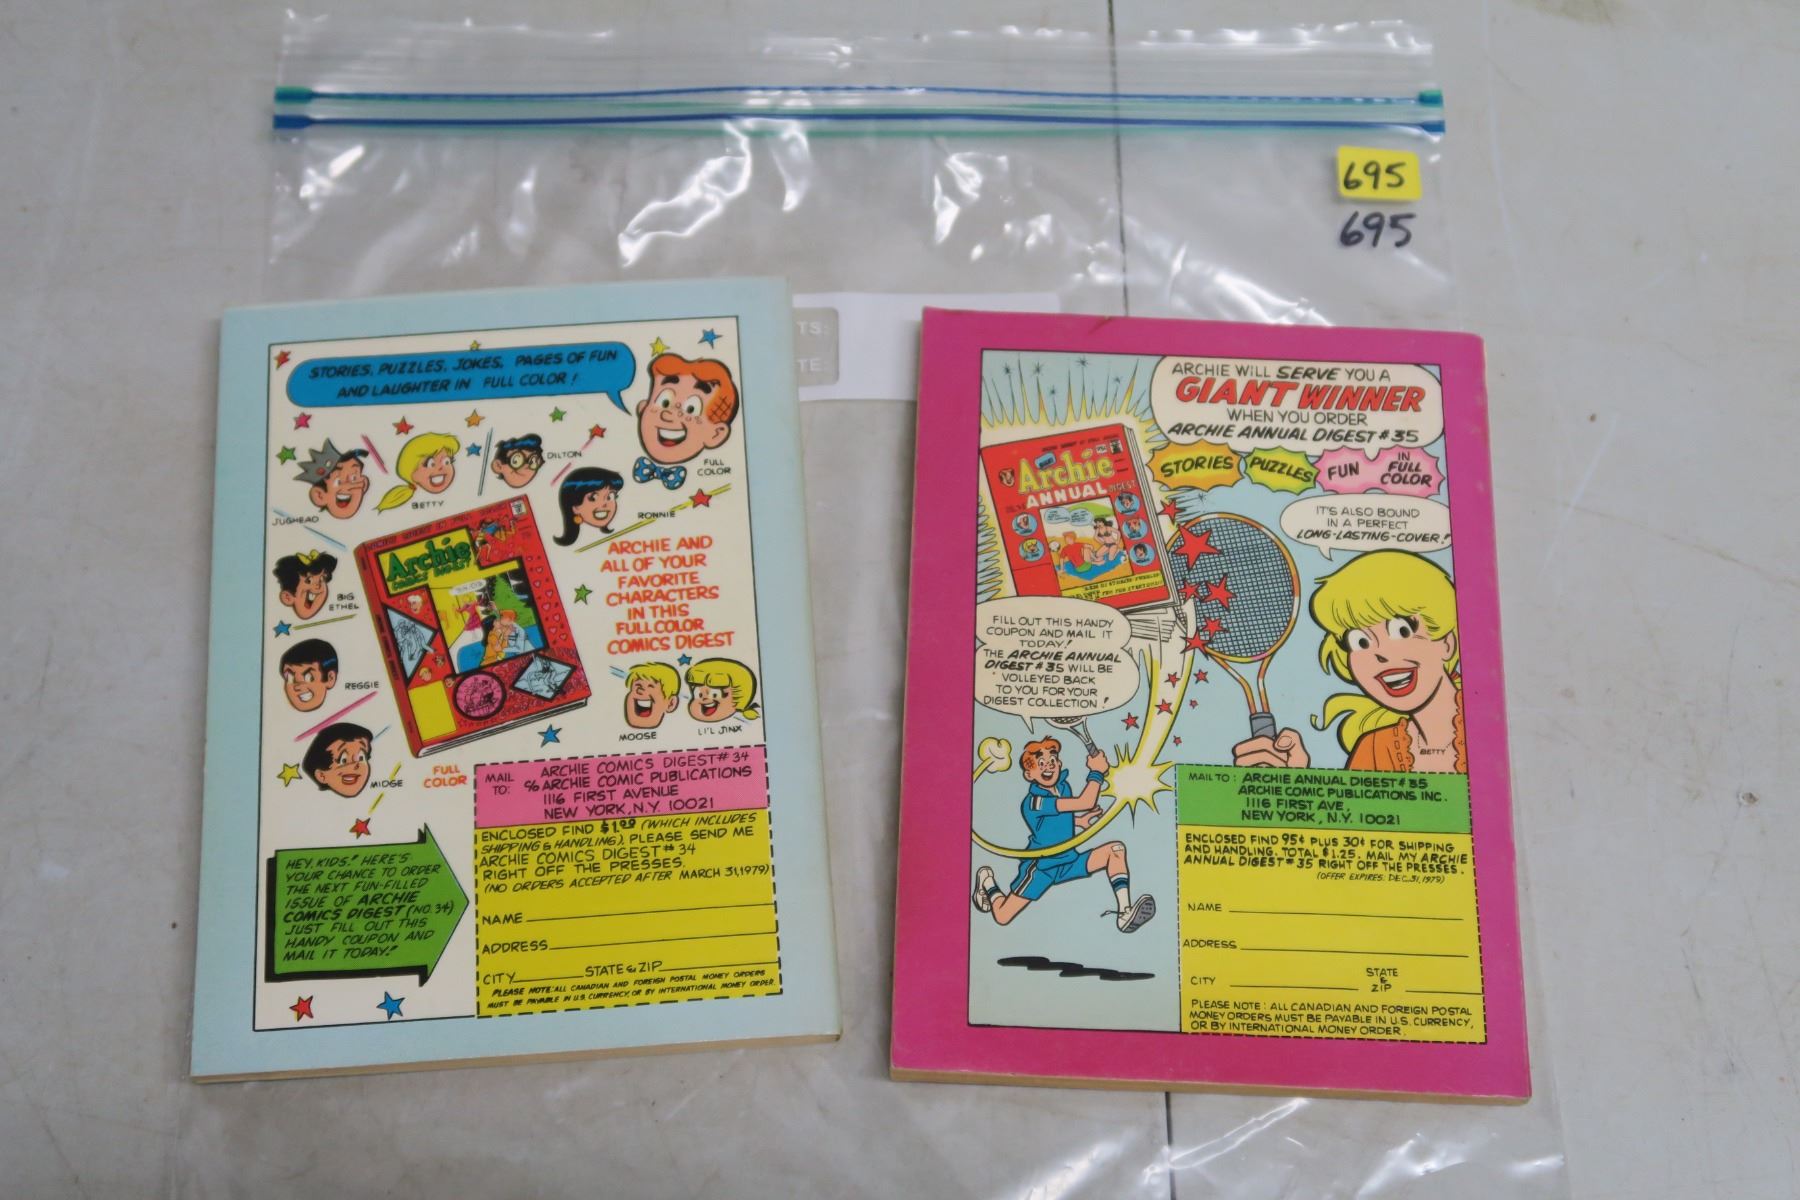 695
695
TS:
TE:
STORIES, PUZZLES, JOKES, PAGES OF FUN
AND LAUGHTER IN FULL COLOR!
FULL
COLOR
JUGHEAD
BETTY
DILTON
RONNIE
BIG
ETHEL
REGGIE
MIDGE
Archie
COMICS DIGEST
ARCHIE AND
ALL OF YOUR
FAVORITE
CHARACTERS
IN THIS
FULL COLOR
COMICS DIGEST
MOOSE
LI'L JINX
FULL
COLOR
MAIL
TO:
ARCHIE COMICS DIGEST # 34
% ARCHIE COMIC PUBLICATIONS
1116 FIRST AVENUE
NEW YORK, N.Y. 10021
ENCLOSED FIND $1.00 (WHICH INCLUDES
SHIPPING & HANDLING). PLEASE SEND ME
ARCHIE COMICS DIGEST # 34
RIGHT OFF THE PRESSES.
(NO ORDERS ACCEPTED AFTER MARCH 31, 1979)
NAME
ADDRESS
CITY STATE & ZIP
PLEASE NOTE: ALL CANADIAN AND FOREIGN POSTAL MONEY ORDERS
MUST BE PAYABLE IN U.S. CURRENCY, OR BY INTERNATIONAL MONEY ORDER.
HEY, KIDS! HERE'S
YOUR CHANCE TO ORDER
THE NEXT FUN-FILLED
ISSUE OF ARCHIE
COMICS DIGEST (NO. 34)
JUST FILL OUT THIS
HANDY COUPON AND
MAIL IT TODAY!
ARCHIE WILL SERVE YOU A
GIANT WINNER
WHEN YOU ORDER
ARCHIE ANNUAL DIGEST # 35
STORIES
PUZZLES
FUN
IN
FULL
COLOR
Archie
ANNUAL DIGEST
IT'S ALSO BOUND
IN A PERFECT
LONG-LASTING-COVER!
FILL OUT THIS HANDY
COUPON AND MAIL IT
TODAY!
THE ARCHIE ANNUAL
DIGEST # 35 WILL BE
VOLLEYED BACK
TO YOU FOR YOUR
DIGEST COLLECTION!
BETTY
MAIL TO: ARCHIE ANNUAL DIGEST # 35
ARCHIE COMIC PUBLICATIONS INC.
1116 FIRST AVE,
NEW YORK, N.Y. 10021
ENCLOSED FIND 95¢ PLUS 30¢ FOR SHIPPING
AND HANDLING. TOTAL $1.25. MAIL MY ARCHIE
ANNUAL DIGEST # 35 RIGHT OFF THE PRESSES.
(OFFER EXPIRES: DEC. 31, 1979)
NAME
ADDRESS
CITY STATE
&
ZIP
PLEASE NOTE: ALL CANADIAN AND FOREIGN POSTAL
MONEY ORDERS MUST BE PAYABLE IN U.S. CURRENCY,
OR BY INTERNATIONAL MONEY ORDER.